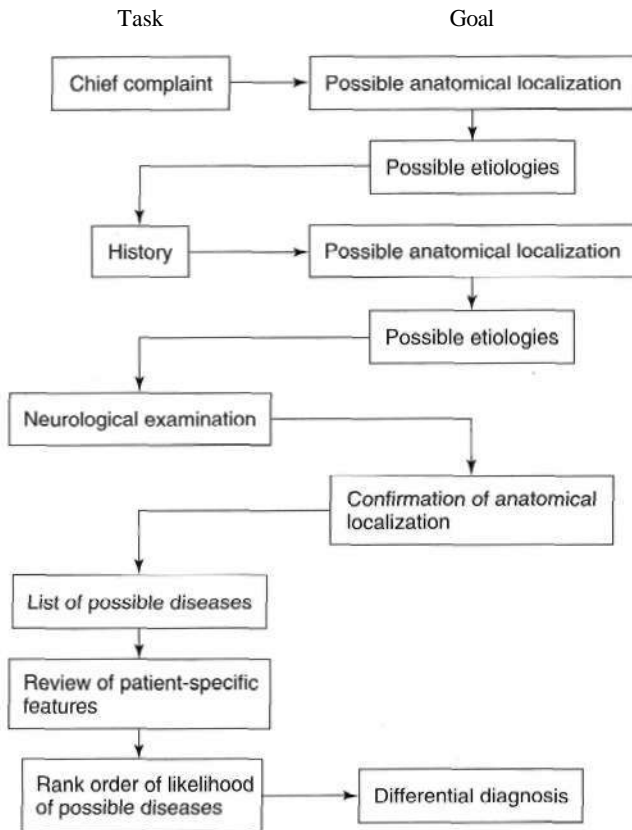 Task Goal
Chief complaint Possible anatomical localization
Possible etiologies
History Possible anatomical localization
Possible etiologies
Neurological examination
Confirmation of anatomical
localization
List of possible diseases
Review of patient-specific
features
Rank order of likelihood
of possible diseases
Differential diagnosis